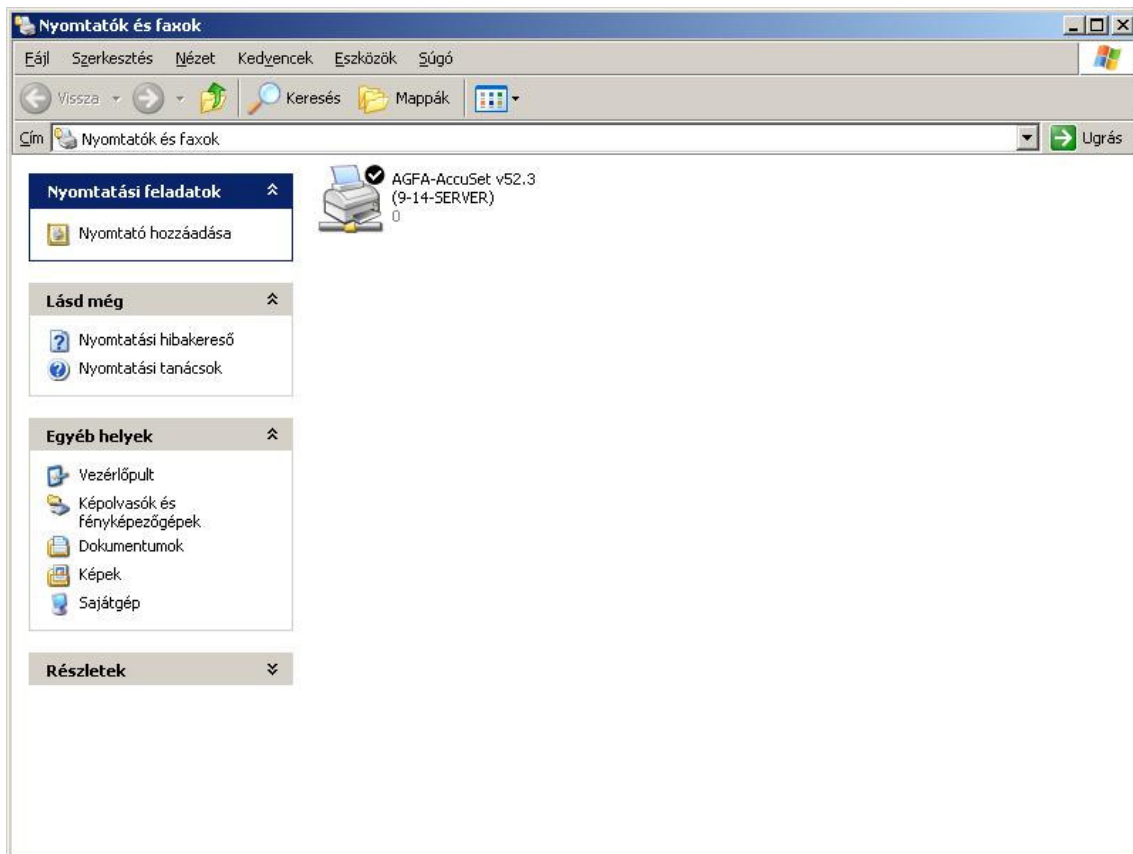 Nyomtatók és faxok
Fájl Szerkesztés Nézet Kedvencek Eszközök Súgó
Vissza Keresés Mappák
Cím Nyomtatók és faxok Ugrás
Nyomtatási feladatok
Nyomtató hozzáadása
Lásd még
Nyomtatási hibakereső
Nyomtatási tanácsok
Egyéb helyek
Vezérlőpult
Képolvasók és
fényképezőgépek
Dokumentumok
Képek
Sajátgép
Részletek
AGFA-AccuSet v52.3
(9-14-SERVER)
0